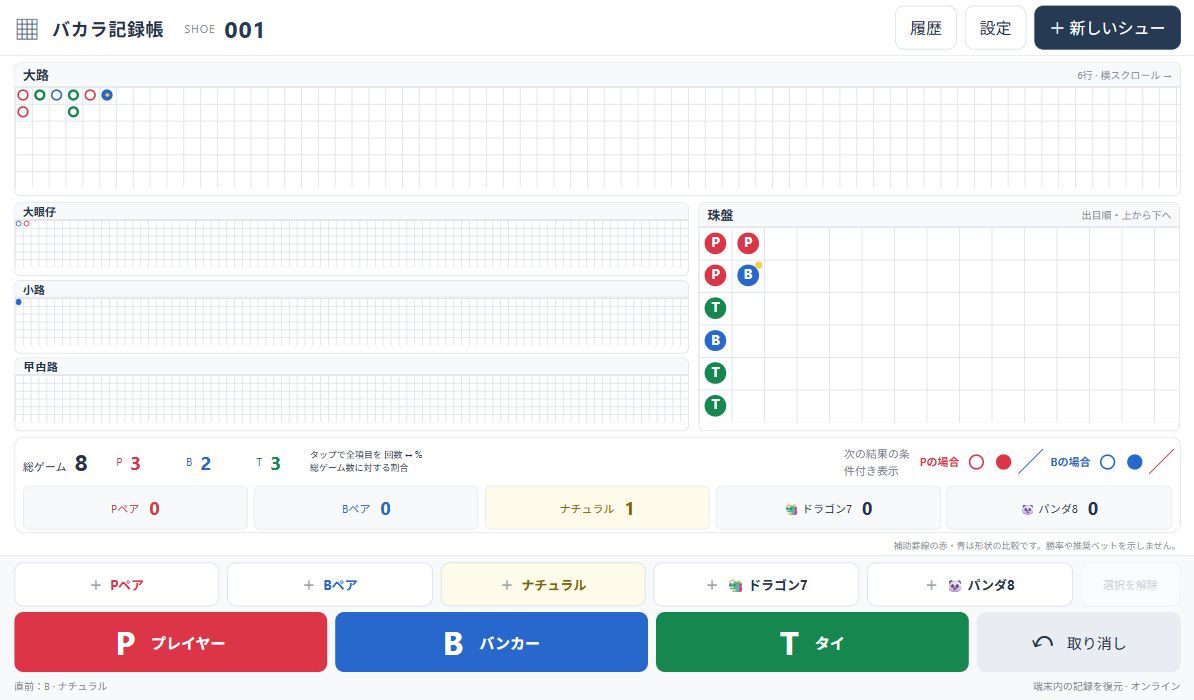 バカラ記録帳 SHOE 001 履歴 設定 ＋ 新しいシュー
大路 6行 · 横スクロール →
大眼仔
珠盤 出目順・上から下へ
P P
P B
T
B
T
T
小路
甲由路
総ゲーム 8 P 3 B 2 T 3
タップで全項目を 回数 ↔ %
総ゲーム数に対する割合
次の結果の条
件付き表示
Pの場合 Bの場合
Pペア 0 Bペア 0 ナチュラル 1 ドラゴン7 0 パンダ8 0
補助罫線の赤・青は形状の比較です。勝率や推奨ベットを示しません。
＋ Pペア ＋ Bペア ＋ ナチュラル ＋ ドラゴン7 ＋ パンダ8 選択を解除
P プレイヤー B バンカー T タイ 取り消し
直前：B · ナチュラル 端末内の記録を復元 · オンライン